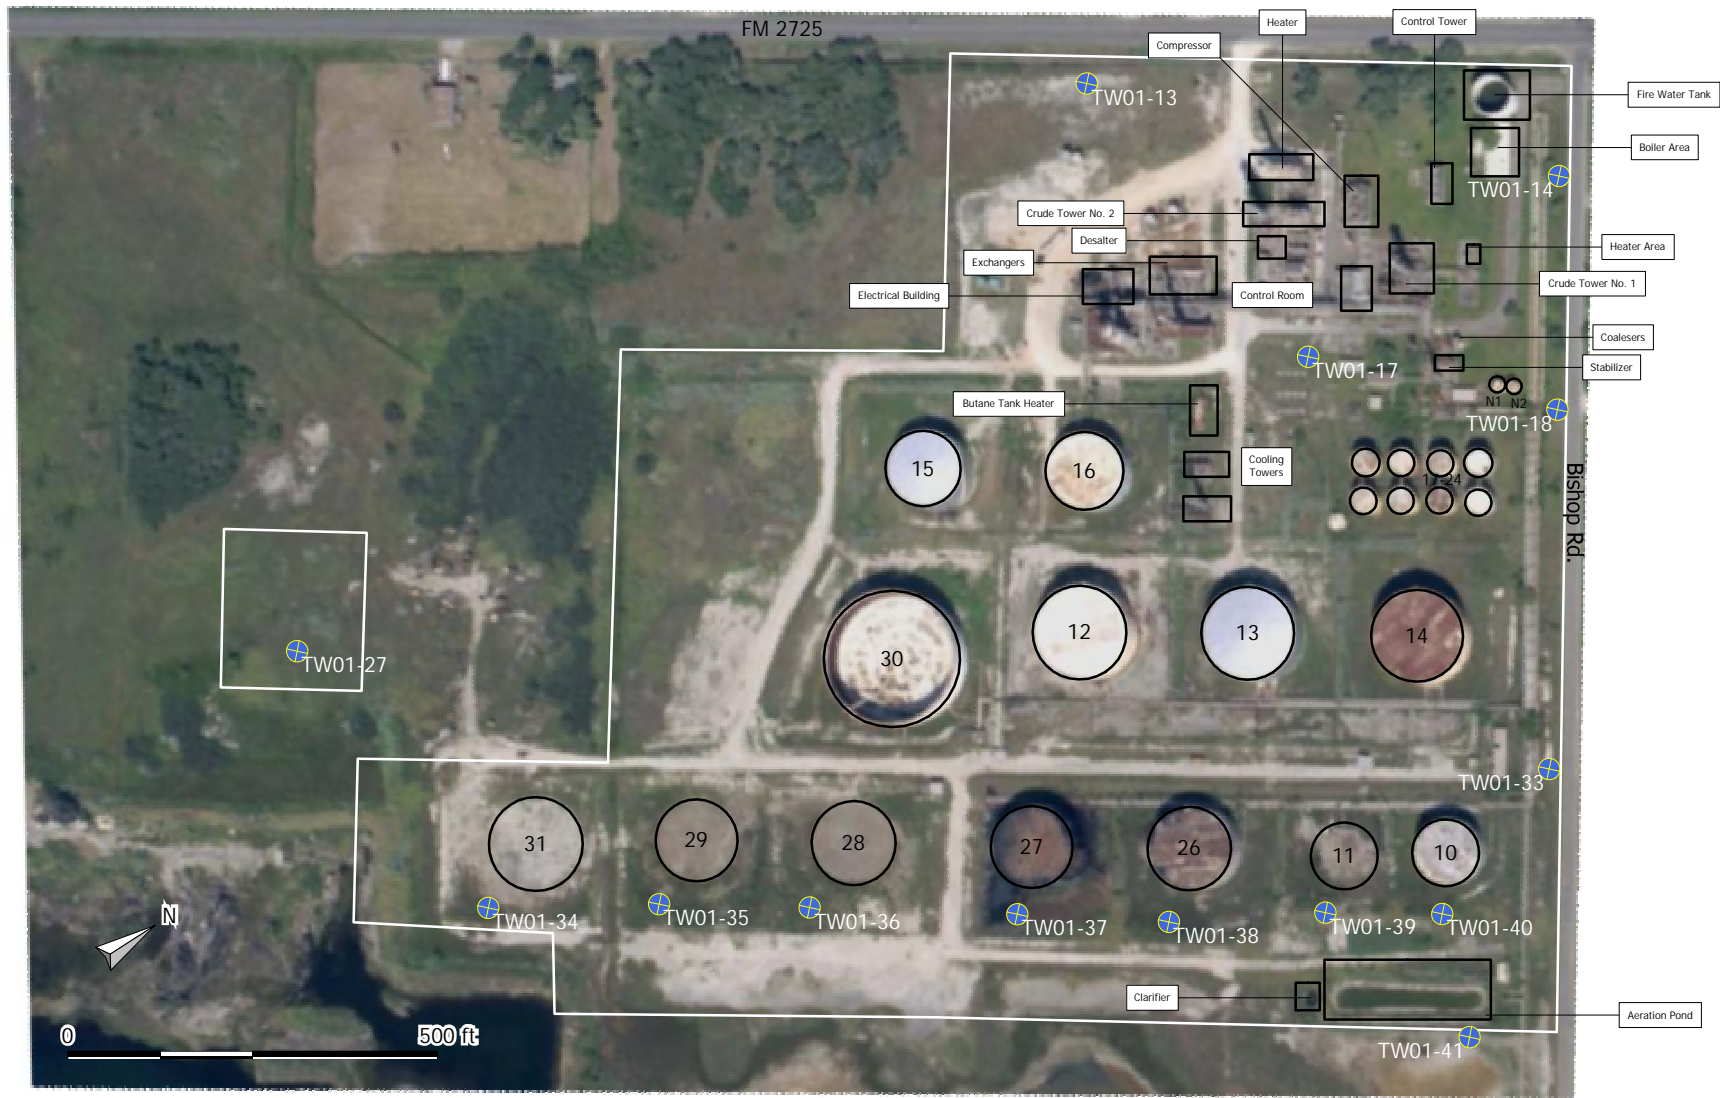 FM 2725
Heater
Control Tower
Compressor
Fire Water Tank
TW01-13
Boiler Area
TW01-14
Crude Tower No. 2
Desalter
Heater Area
Exchangers
Crude Tower No. 1
Electrical Building
Control Room
Coalesers
TW01-17
Stabilizer
Butane Tank Heater
N1
N2
TW01-18
15
16
Cooling
Towers
17-24
Bishop Rd.
30
12
13
14
TW01-27
TW01-33
31
29
28
27
26
11
10
TW01-34
TW01-35
TW01-36
TW01-37
TW01-38
TW01-39
TW01-40
N
Clarifier
Aeration Pond
0
500 ft
TW01-41